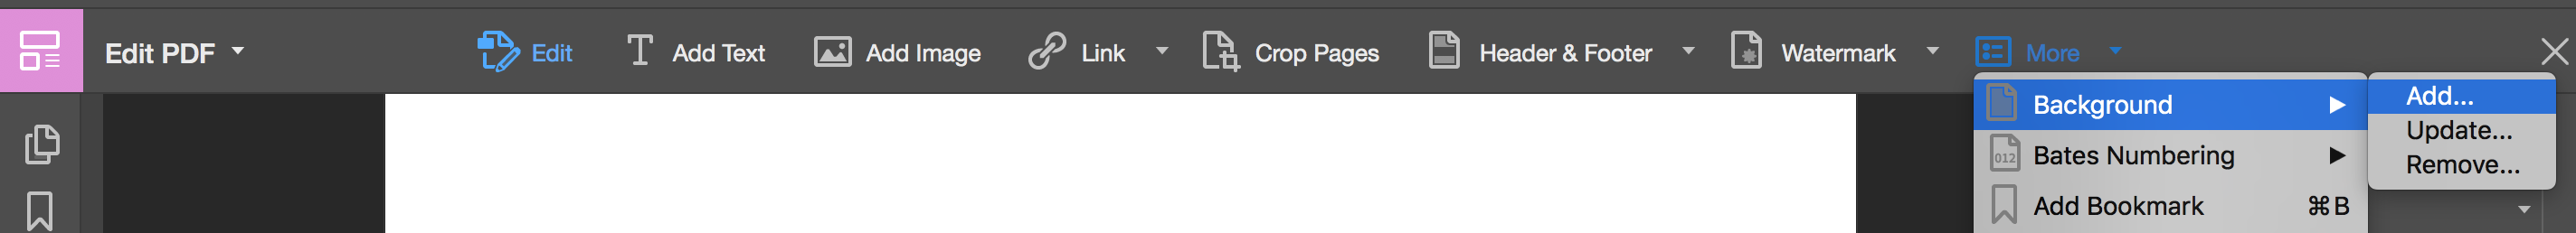 Edit PDF Edit Add Text Add Image Link Crop Pages Header & Footer Watermark More
Background
Add...
Update...
Remove...
012 Bates Numbering
Add Bookmark ⌘B